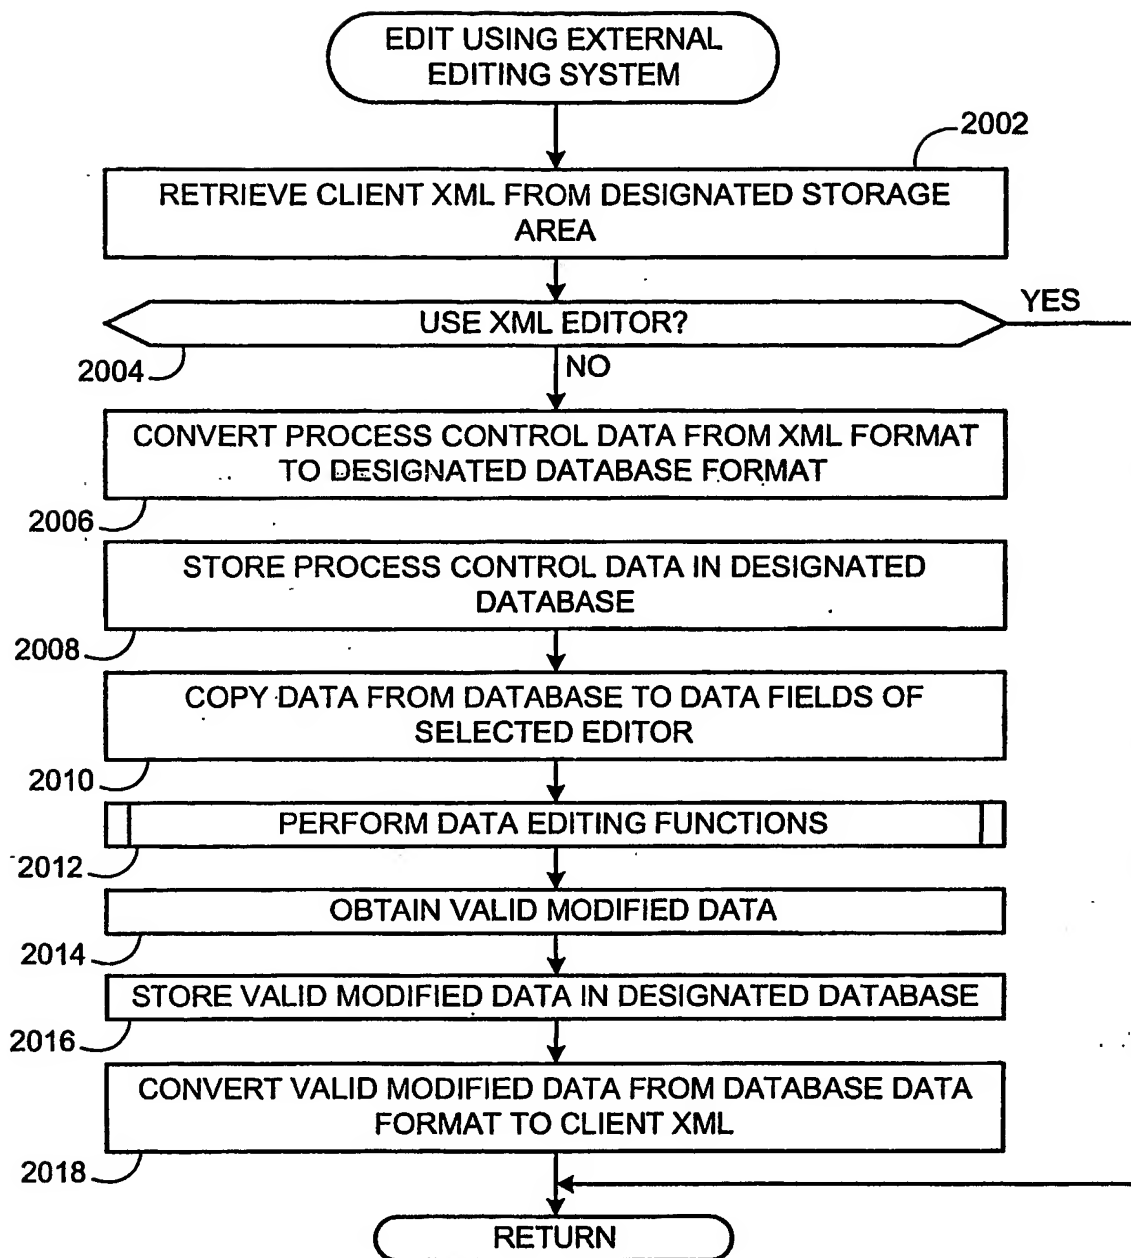 EDIT USING EXTERNAL
EDITING SYSTEM
2002
RETRIEVE CLIENT XML FROM DESIGNATED STORAGE
AREA
YES
USE XML EDITOR?
2004
NO
CONVERT PROCESS CONTROL DATA FROM XML FORMAT
TO DESIGNATED DATABASE FORMAT
2006
STORE PROCESS CONTROL DATA IN DESIGNATED
DATABASE
2008
COPY DATA FROM DATABASE TO DATA FIELDS OF
SELECTED EDITOR
2010
PERFORM DATA EDITING FUNCTIONS
2012
OBTAIN VALID MODIFIED DATA
2014
STORE VALID MODIFIED DATA IN DESIGNATED DATABASE
2016
CONVERT VALID MODIFIED DATA FROM DATABASE DATA
FORMAT TO CLIENT XML
2018
RETURN